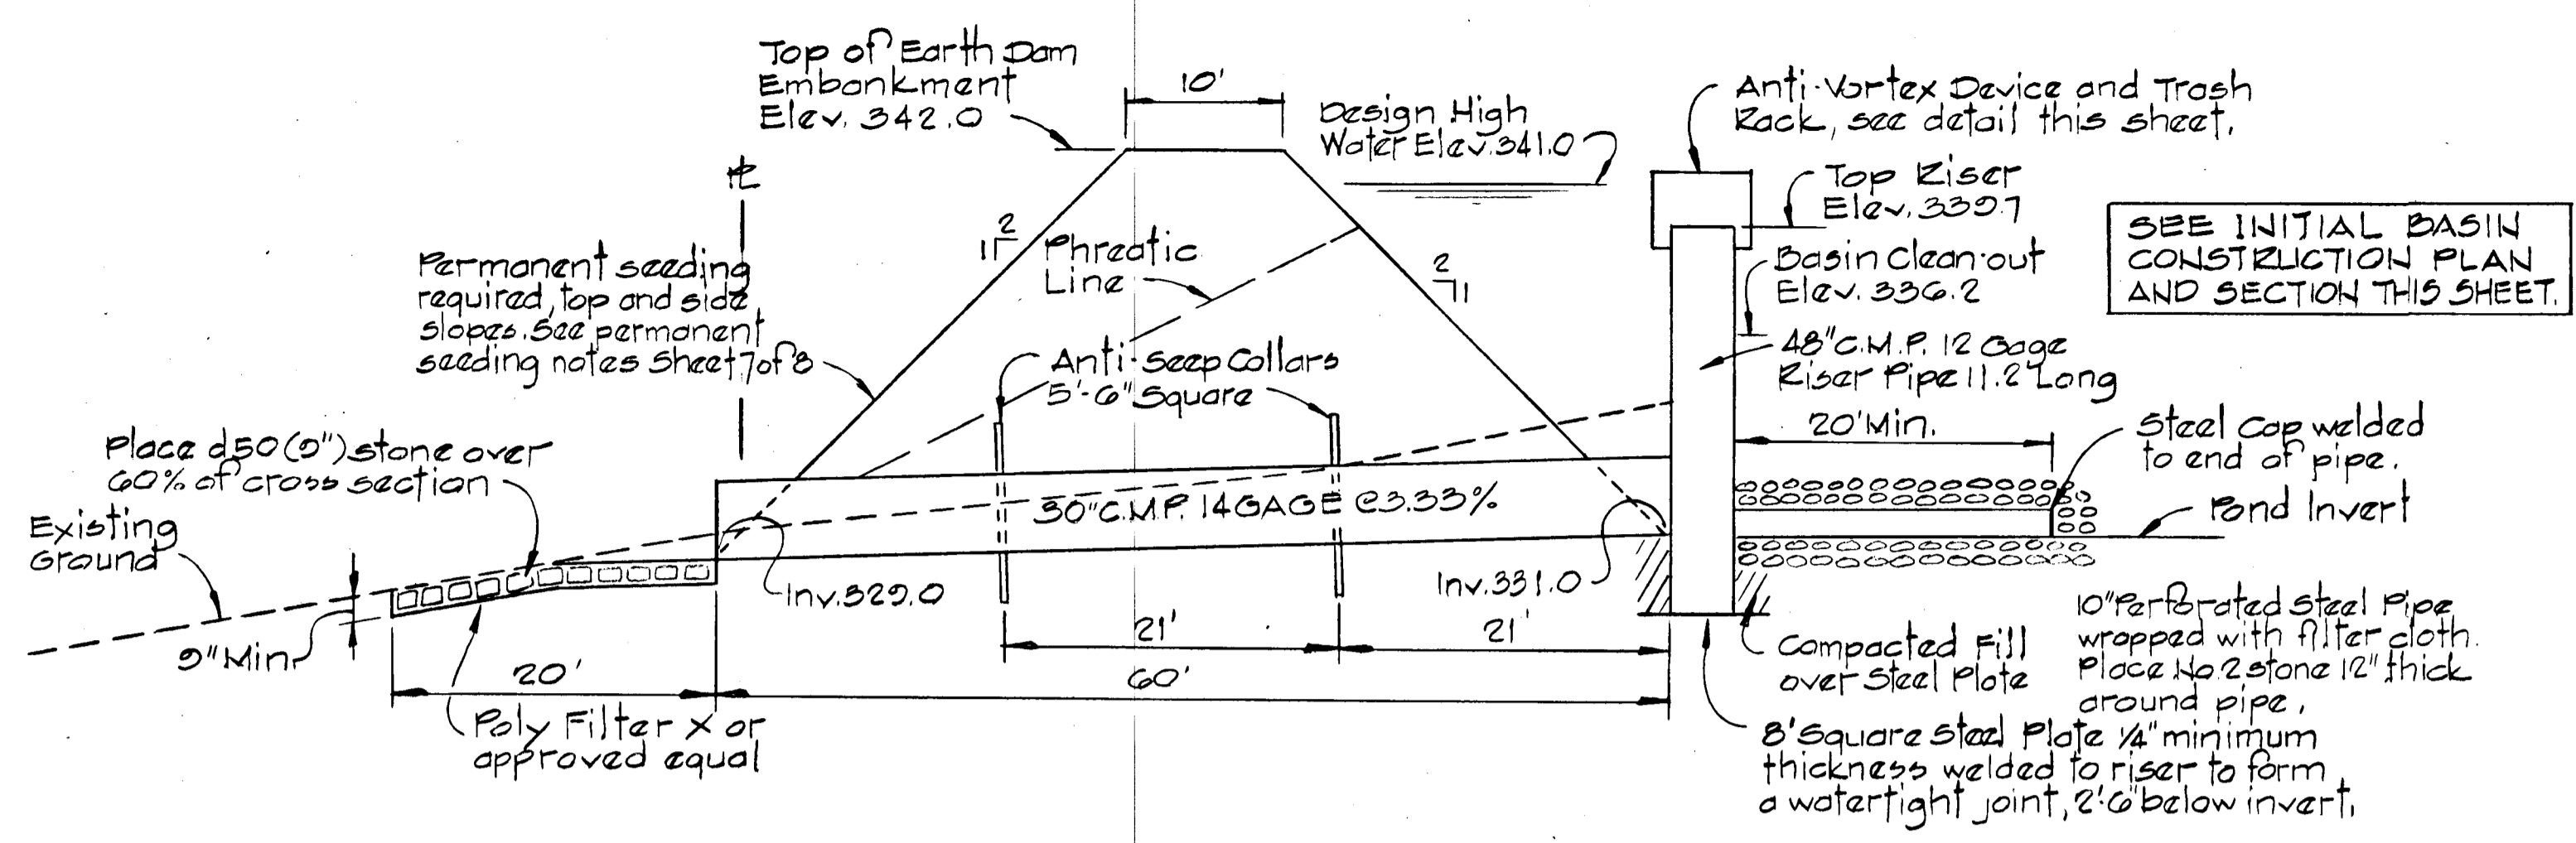 Top of Earth Dam
Embankment
Elev. 342.0
10'
Design High
Water Elev. 341.0
Anti-Vortex Device and Trash
Rack, see detail this sheet.
Top Riser
Elev. 339.7
SEE INITIAL BASIN
CONSTRUCTION PLAN
AND SECTION THIS SHEET.
Basin Clean-out
Elev. 336.2
48" C.M.P. 12 Gage
Riser Pipe 11.2' Long
PL
2
1
Phreatic
Line
2
1
Permanent seeding
required, top and side
slopes. See permanent
seeding notes Sheet 7 of 8
Anti-Seep Collars
5'-6" Square
20' Min.
Steel Cap welded
to end of pipe.
Pond Invert
Place d50 (9") stone over
60% of cross section
Existing
Ground
30" C.M.P. 14 GAGE @ 3.33%
Inv. 329.0
Inv. 331.0
9" Min.
20'
21'
21'
60'
Poly Filter X or
approved equal
Compacted Fill
over Steel Plate
10" Perforated Steel Pipe
wrapped with filter cloth.
Place No. 2 stone 12" thick
around pipe.
8' Square Steel Plate 1/4" minimum
thickness welded to riser to form
a watertight joint, 2'-6" below invert.